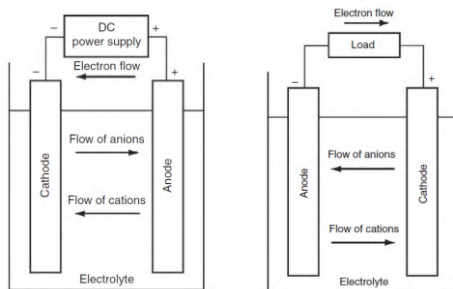 − DC +
power supply
Electron flow
− +
Flow of anions
Cathode
Anode
Flow of cations
Electrolyte
Electron flow
Load
− +
Flow of anions
Anode
Cathode
Flow of cations
Electrolyte